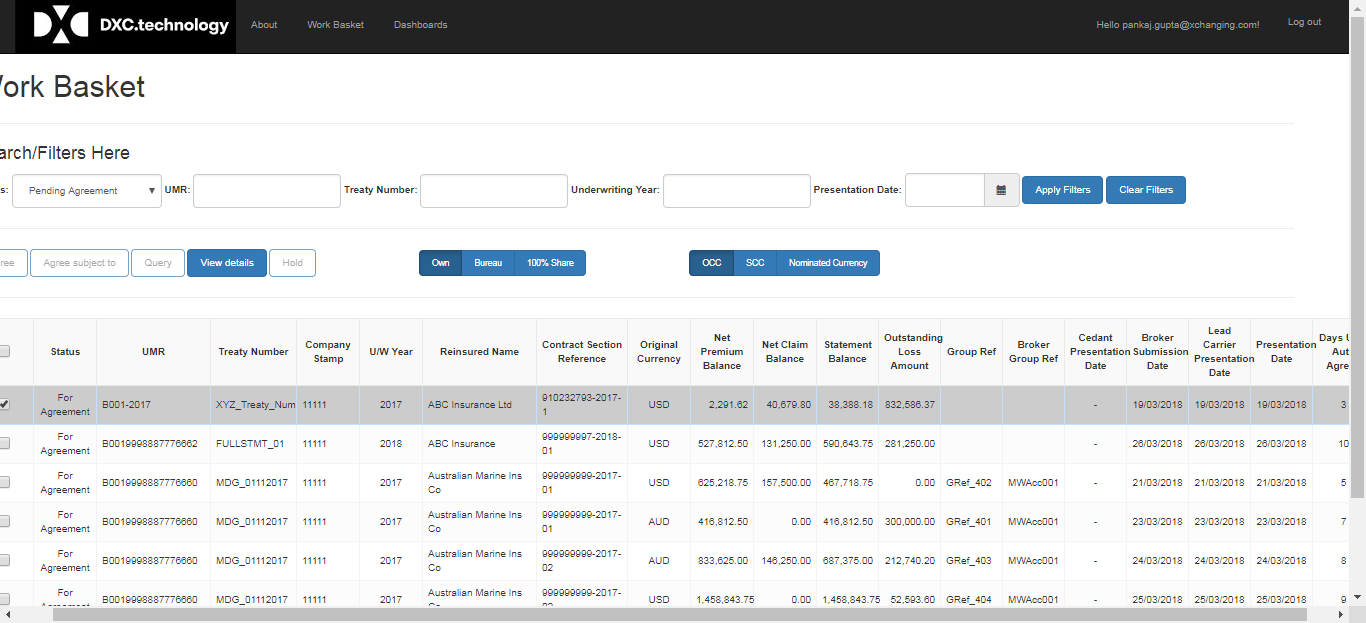 DXC.technology About Work Basket Dashboards Hello pankaj.gupta@xchanging.com! Log out
ork Basket
arch/Filters Here
s: Pending Agreement UMR: Treaty Number: Underwriting Year: Presentation Date: Apply Filters Clear Filters
ree Agree subject to Query View details Hold Own Bureau 100% Share OCC SCC Nominated Currency
Status UMR Treaty Number Company Stamp U/W Year Reinsured Name Contract Section Reference Original Currency Net Premium Balance Net Claim Balance Statement Balance Outstanding Loss Amount Group Ref Broker Group Ref Cedant Presentation Date Broker Submission Date Lead Carrier Presentation Date Presentation Date Days U Aut Agre
For Agreement B001-2017 XYZ_Treaty_Num 11111 2017 ABC Insurance Ltd 910232793-2017-1 USD 2,291.62 40,679.80 38,388.18 832,586.37 - 19/03/2018 19/03/2018 19/03/2018 3
For Agreement B0019998887776662 FULLSTMT_01 11111 2018 ABC Insurance 999999997-2018-01 USD 527,812.50 131,250.00 590,643.75 281,250.00 - 26/03/2018 26/03/2018 26/03/2018 10
For Agreement B0019998887776660 MDG_01112017 11111 2017 Australian Marine Ins Co 999999999-2017-01 USD 625,218.75 157,500.00 467,718.75 0.00 GRef_402 MWAcc001 - 21/03/2018 21/03/2018 21/03/2018 5
For Agreement B0019998887776660 MDG_01112017 11111 2017 Australian Marine Ins Co 999999999-2017-01 AUD 416,812.50 0.00 416,812.50 300,000.00 GRef_401 MWAcc001 - 23/03/2018 23/03/2018 23/03/2018 7
For Agreement B0019998887776660 MDG_01112017 11111 2017 Australian Marine Ins Co 999999999-2017-02 AUD 833,625.00 146,250.00 687,375.00 212,740.20 GRef_403 MWAcc001 - 24/03/2018 24/03/2018 24/03/2018 8
For Agreement B0019998887776660 MDG_01112017 11111 2017 Australian Marine Ins Co 999999999-2017-02 USD 1,458,843.75 0.00 1,458,843.75 52,593.60 GRef_404 MWAcc001 - 25/03/2018 25/03/2018 25/03/2018 9